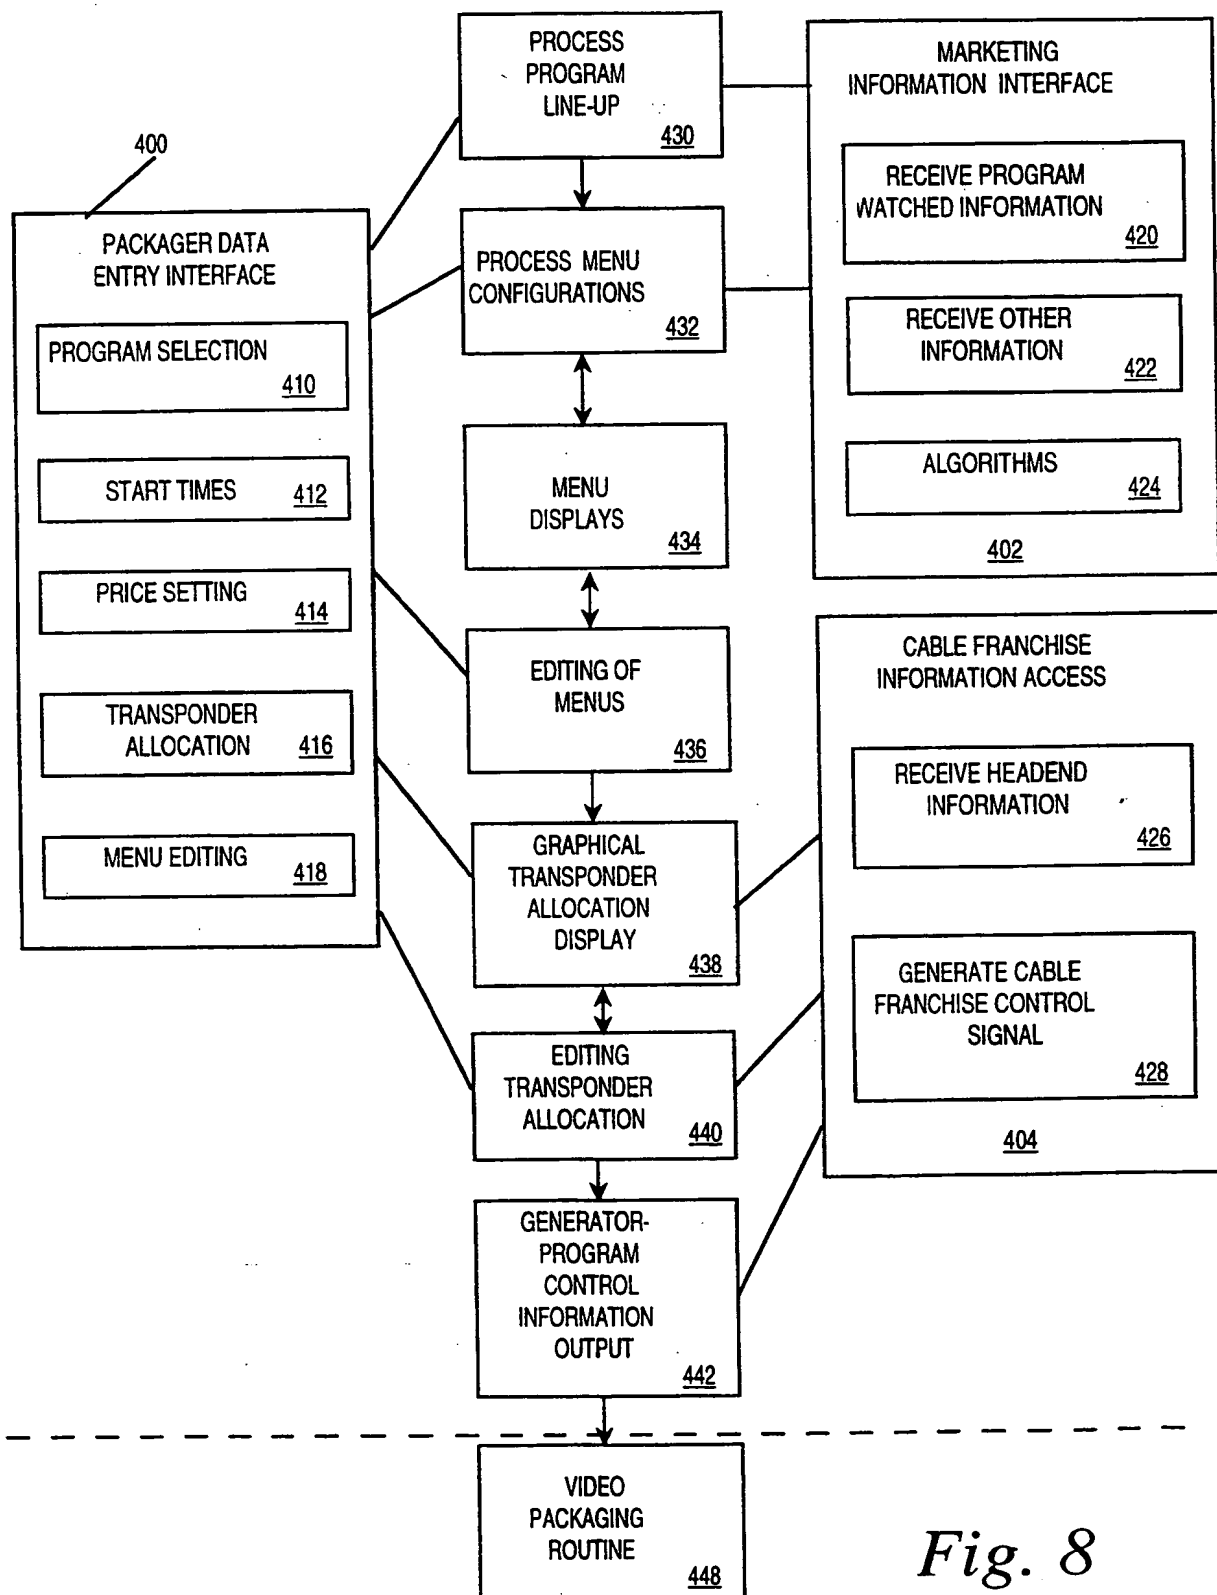 400
PACKAGER DATA
ENTRY INTERFACE
PROGRAM SELECTION
410
START TIMES
412
PRICE SETTING
414
TRANSPONDER
ALLOCATION
416
MENU EDITING
418
PROCESS
PROGRAM
LINE-UP
430
PROCESS MENU
CONFIGURATIONS
432
MENU
DISPLAYS
434
EDITING OF
MENUS
436
GRAPHICAL
TRANSPONDER
ALLOCATION
DISPLAY
438
EDITING
TRANSPONDER
ALLOCATION
440
GENERATOR-
PROGRAM
CONTROL
INFORMATION
OUTPUT
442
VIDEO
PACKAGING
ROUTINE
448
MARKETING
INFORMATION INTERFACE
RECEIVE PROGRAM
WATCHED INFORMATION
420
RECEIVE OTHER
INFORMATION
422
ALGORITHMS
424
402
CABLE FRANCHISE
INFORMATION ACCESS
RECEIVE HEADEND
INFORMATION
426
GENERATE CABLE
FRANCHISE CONTROL
SIGNAL
428
404
Fig. 8